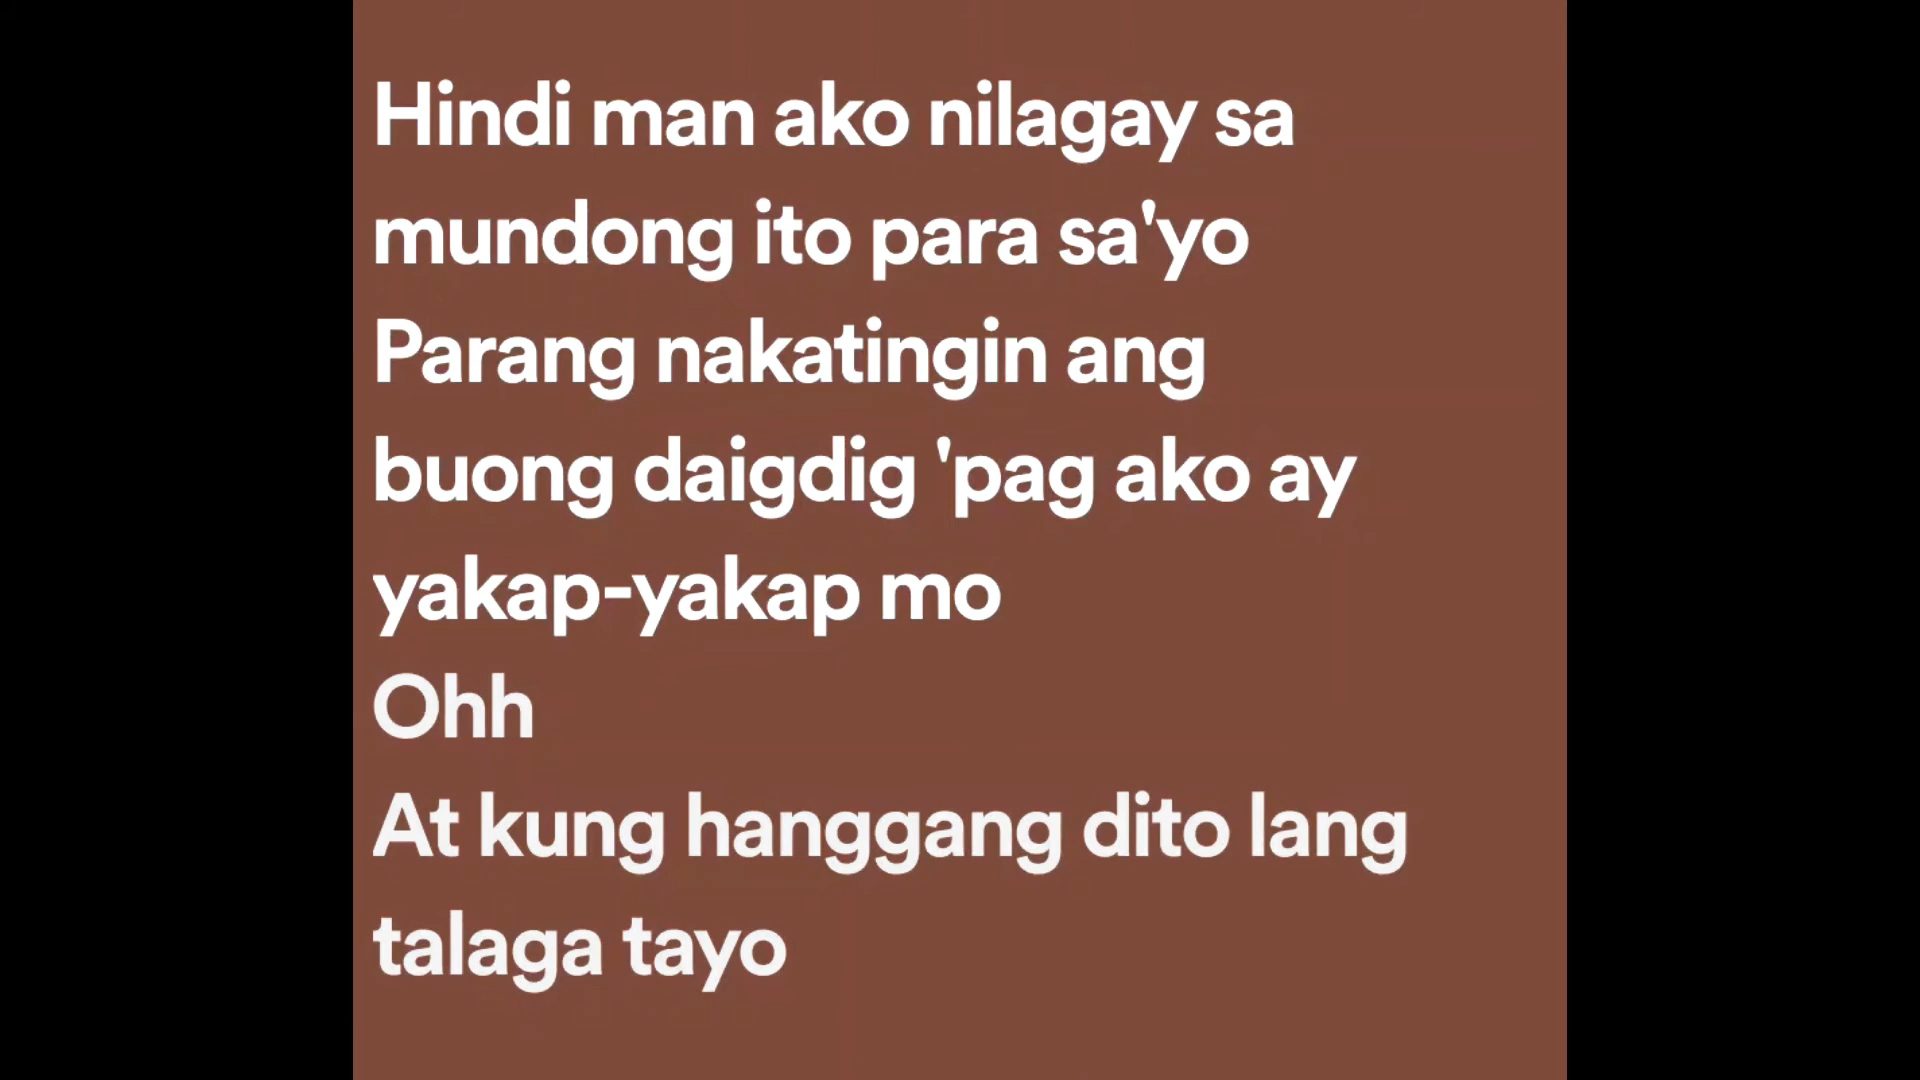 Hindi man ako nilagay sa
mundong ito para sa'yo
Parang nakatingin ang
buong daigdig 'pag ako ay
yakap-yakap mo
Ohh
At kung hanggang dito lang
talaga tayo